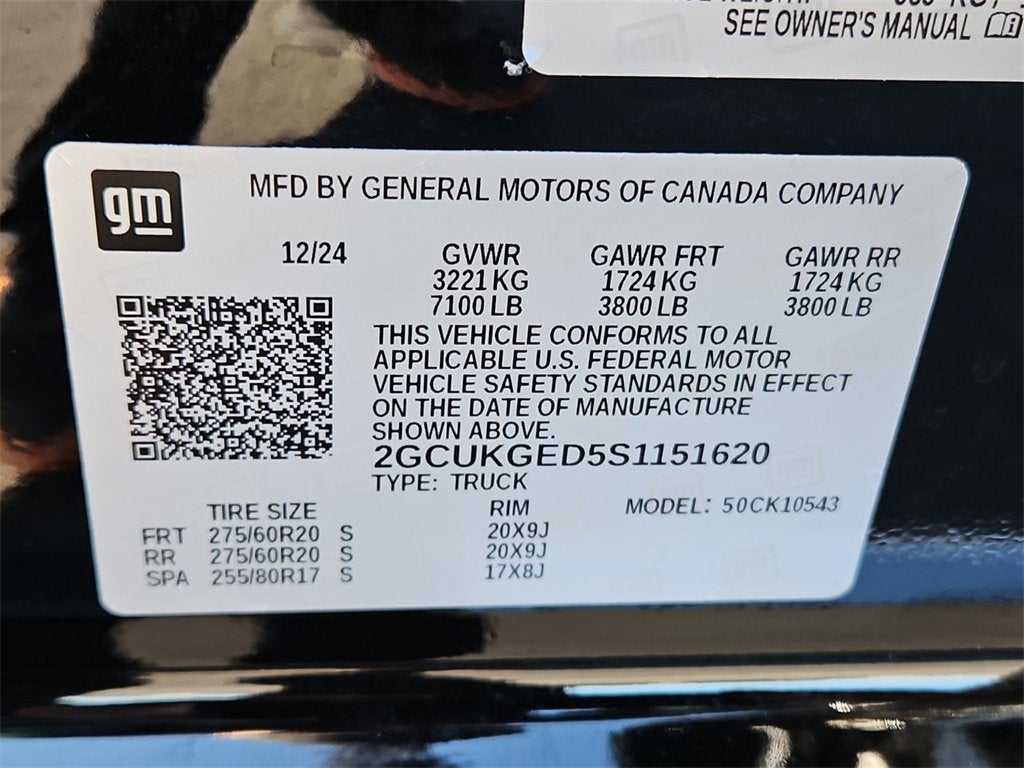 SEE OWNER'S MANUAL
gm
MFD BY GENERAL MOTORS OF CANADA COMPANY
12/24 GVWR GAWR FRT GAWR RR
3221 KG 1724 KG 1724 KG
7100 LB 3800 LB 3800 LB
THIS VEHICLE CONFORMS TO ALL
APPLICABLE U.S. FEDERAL MOTOR
VEHICLE SAFETY STANDARDS IN EFFECT
ON THE DATE OF MANUFACTURE
SHOWN ABOVE.
2GCUKGED5S1151620
TYPE: TRUCK
TIRE SIZE RIM MODEL: 50CK10543
FRT 275/60R20 S 20X9J
RR 275/60R20 S 20X9J
SPA 255/80R17 S 17X8J